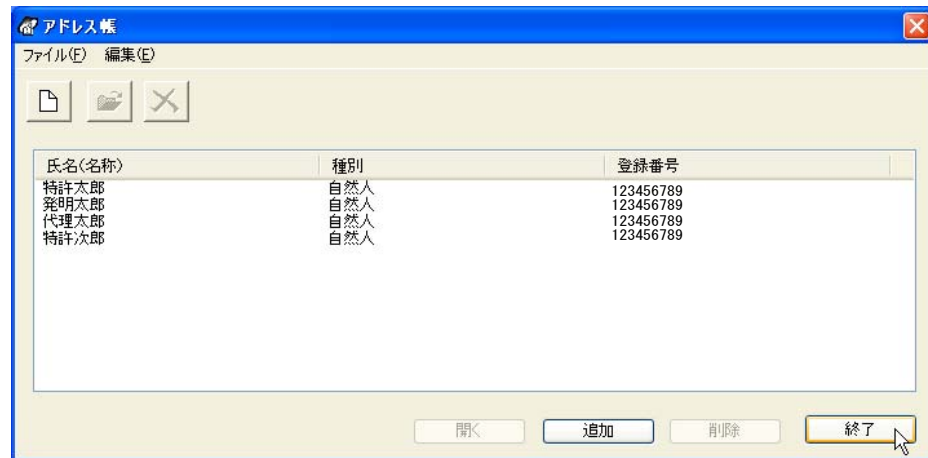 アドレス帳
ファイル(F) 編集(E)
氏名(名称) 種別 登録番号
特許太郎 自然人 123456789
発明太郎 自然人 123456789
代理太郎 自然人 123456789
特許次郎 自然人 123456789
開く 追加 削除 終了